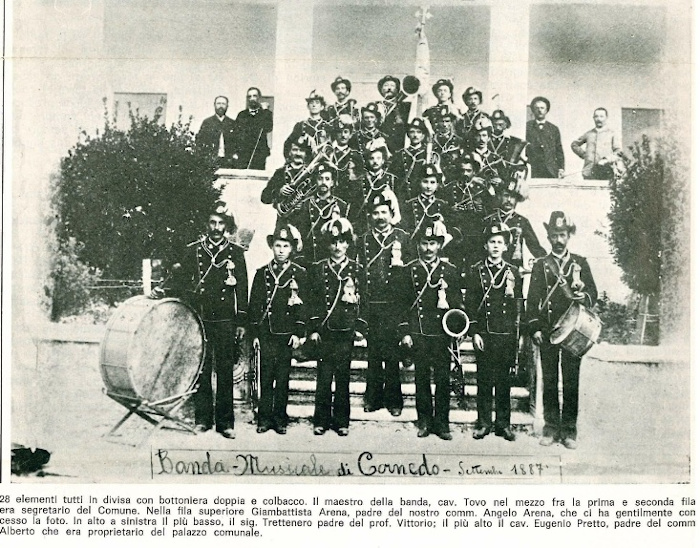 Banda - Musicale di Cornedo - Settembre 1887
28 elementi tutti in divisa con bottoniera doppia e colbacco. Il maestro della banda, cav. Tovo nel mezzo fra la prima e seconda fila
era segretario del Comune. Nella fila superiore Giambattista Arena, padre del nostro comm. Angelo Arena, che ci ha gentilmente con
cesso la foto. In alto a sinistra il più basso, il sig. Trettenero padre del prof. Vittorio; il più alto il cav. Eugenio Pretto, padre del comm
Alberto che era proprietario del palazzo comunale.